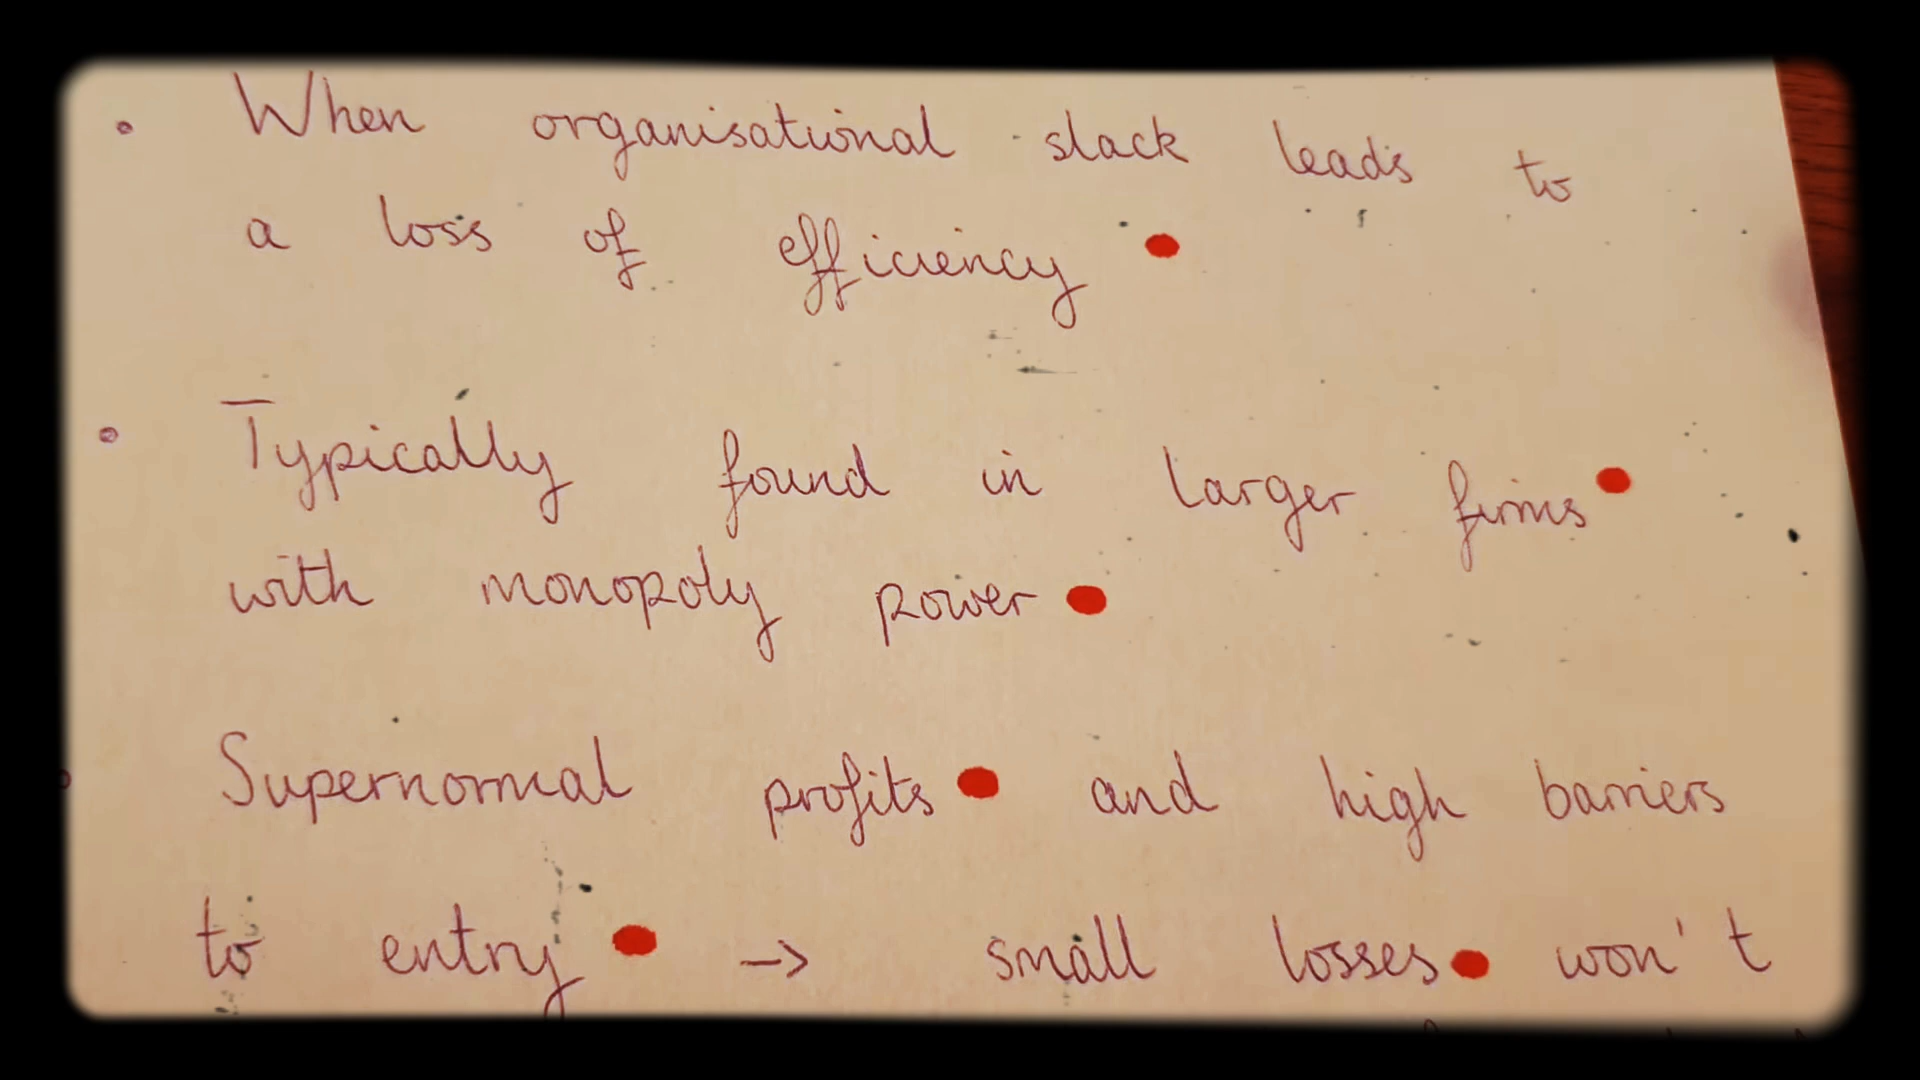 When organisational slack leads to
a loss of efficiency
Typically found in larger firms
with monopoly power
Supernormal profits and high barriers
to entry -> small losses won't